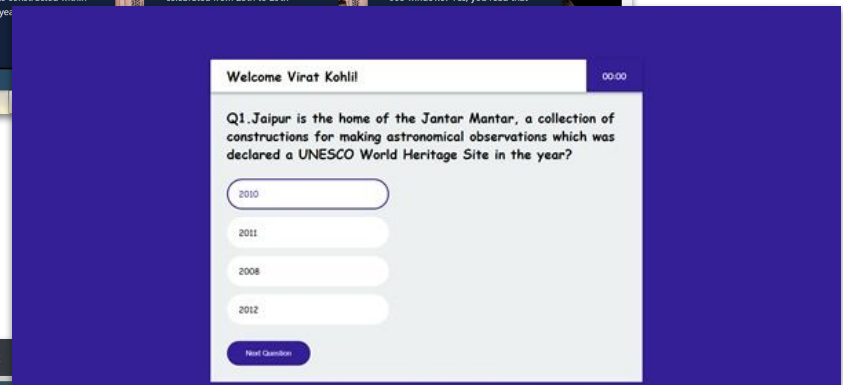 Welcome Virat Kohli!
00:00
Q1.Jaipur is the home of the Jantar Mantar, a collection of
constructions for making astronomical observations which was
declared a UNESCO World Heritage Site in the year?
2010
2011
2008
2012
Next Question